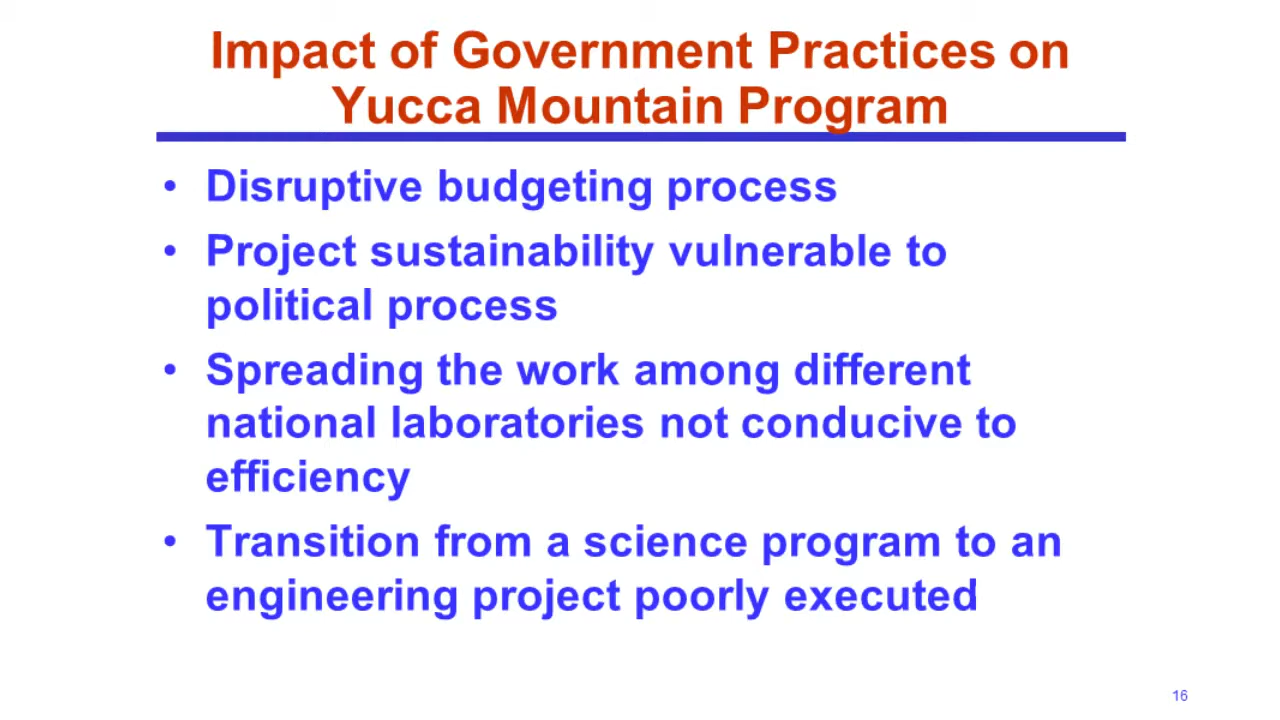 Impact of Government Practices on
Yucca Mountain Program
• Disruptive budgeting process
• Project sustainability vulnerable to
political process
• Spreading the work among different
national laboratories not conducive to
efficiency
• Transition from a science program to an
engineering project poorly executed
16